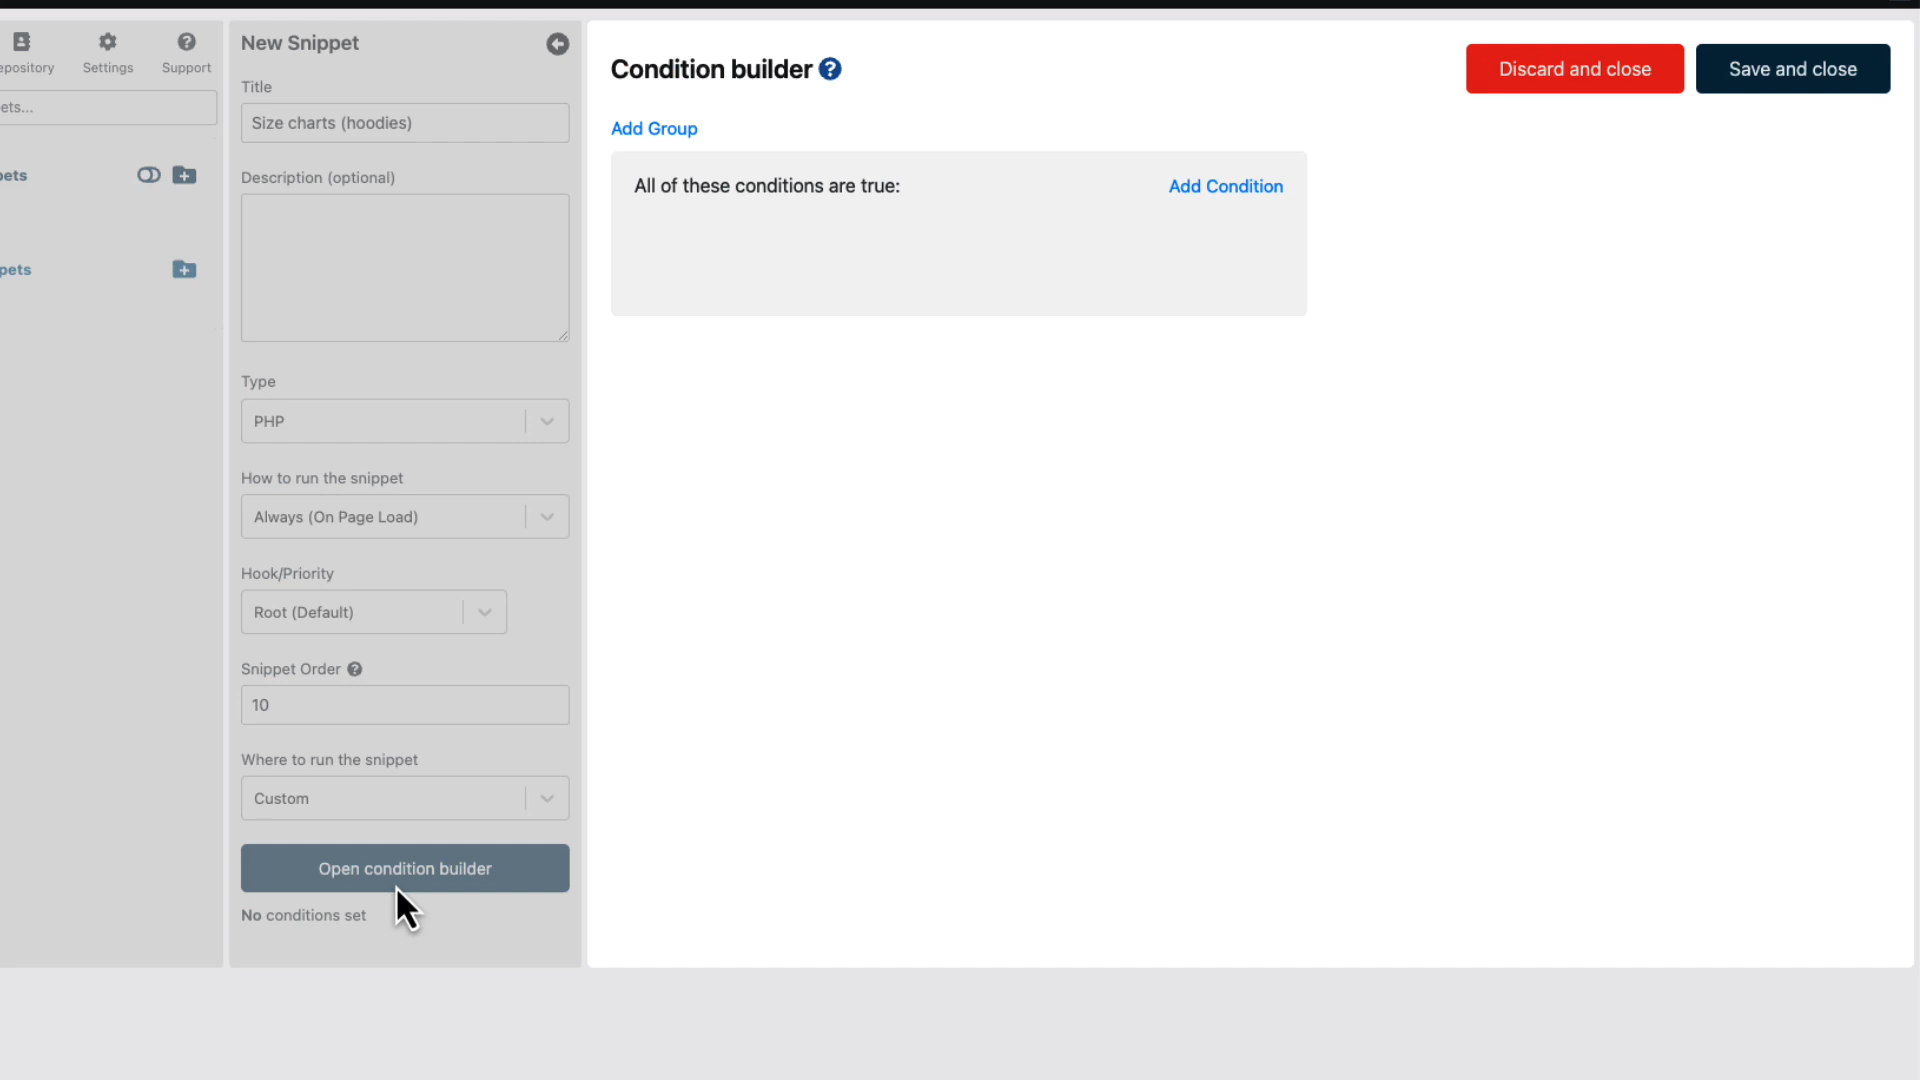 epository
Settings
Support
ets...
pets
pets
New Snippet
Title
Size charts (hoodies)
Description (optional)
Type
PHP
How to run the snippet
Always (On Page Load)
Hook/Priority
Root (Default)
Snippet Order
10
Where to run the snippet
Custom
Open condition builder
No conditions set
Condition builder
Discard and close
Save and close
Add Group
All of these conditions are true:
Add Condition